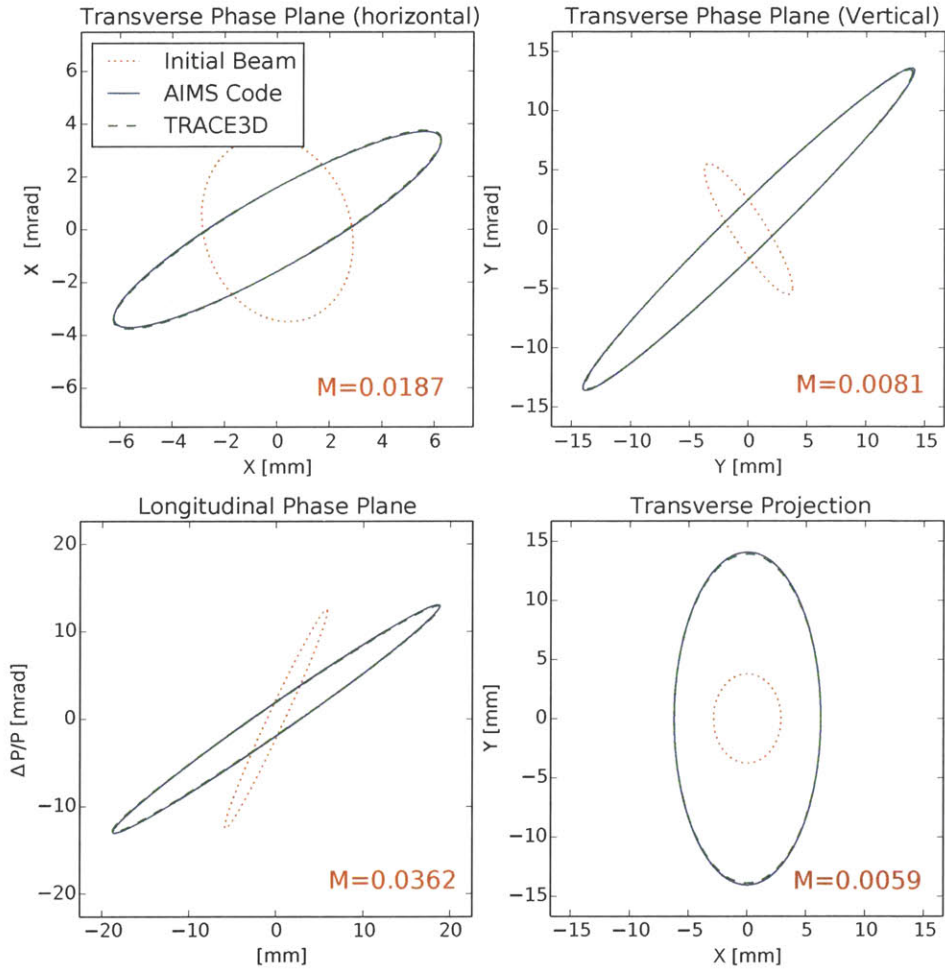 Transverse Phase Plane (horizontal)
Initial Beam
AIMS Code
TRACE3D
6
4
2
0
−2
−4
−6
X [mrad]
M=0.0187
−6 −4 −2 0 2 4 6
X [mm]
Transverse Phase Plane (Vertical)
15
10
5
0
−5
−10
−15
Y [mrad]
M=0.0081
−15 −10 −5 0 5 10 15
Y [mm]
Longitudinal Phase Plane
20
10
0
−10
−20
ΔP/P [mrad]
M=0.0362
−20 −10 0 10 20
[mm]
Transverse Projection
15
10
5
0
−5
−10
−15
Y [mm]
M=0.0059
−15 −10 −5 0 5 10 15
X [mm]